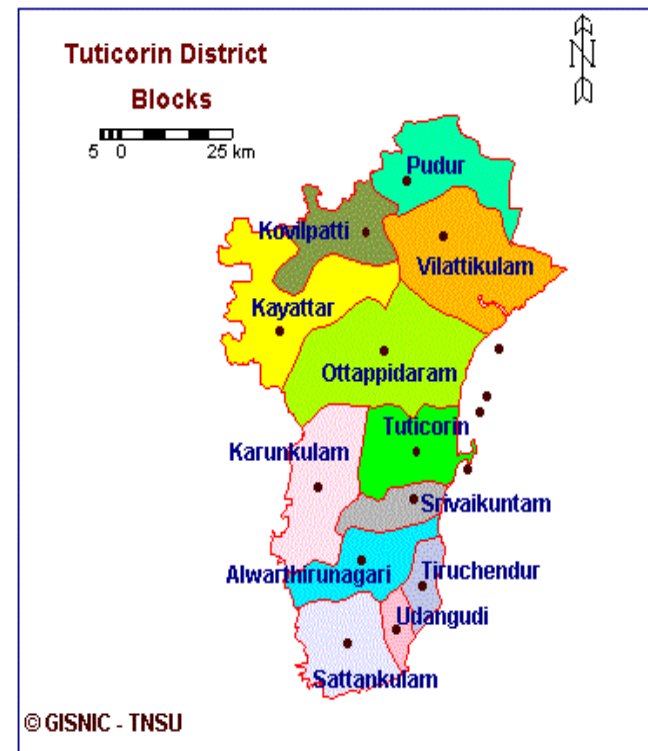 Tuticorin District
Blocks
N
5 0 25 km
Pudur
Kovilpatti
Vilattikulam
Kayattar
Ottappidaram
Tuticorin
Karunkulam
Srivaikuntam
Alwarthirunagari
Tiruchendur
Udangudi
Sattankulam
© GISNIC - TNSU